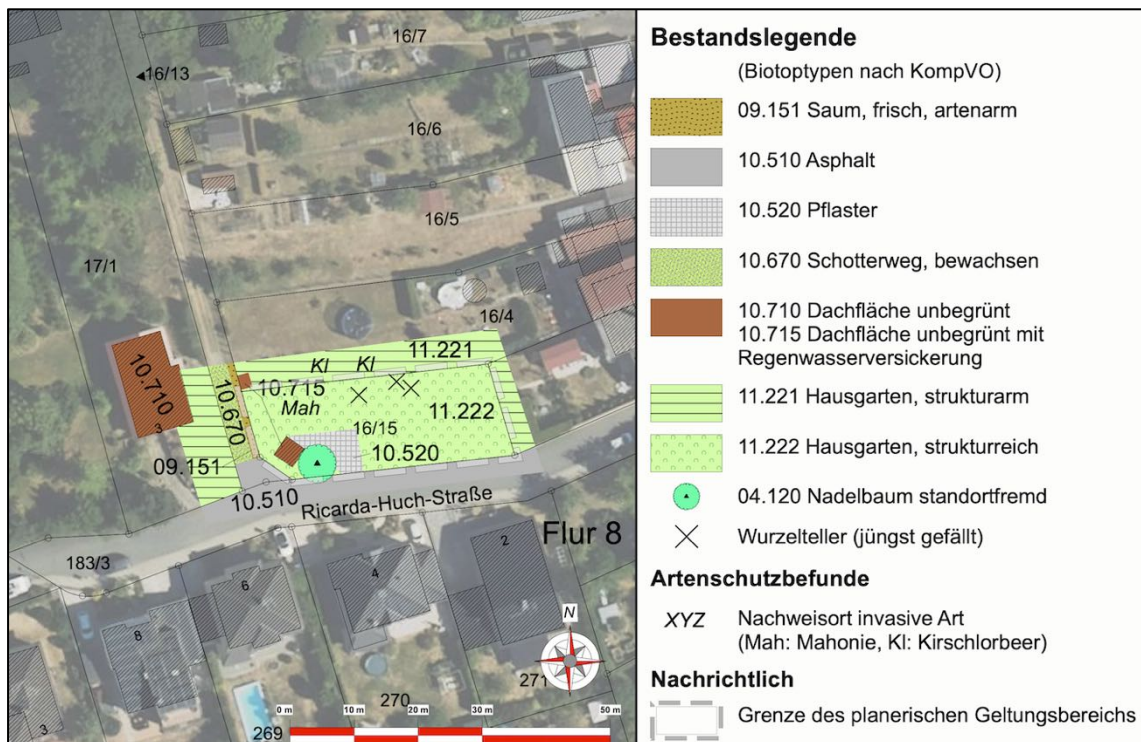 16/7
16/13
16/6
16/5
17/1
16/4
Kl Kl 11.221
10.710
10.670
10.715
Mah
11.222
3
16/15
09.151
10.520
10.510
Ricarda-Huch-Straße
Flur 8
2
183/3
4
6
8
N
271
270
3
269
0 m 10 m 20 m 30 m 50 m
Bestandslegende
(Biotoptypen nach KompVO)
09.151 Saum, frisch, artenarm
10.510 Asphalt
10.520 Pflaster
10.670 Schotterweg, bewachsen
10.710 Dachfläche unbegrünt
10.715 Dachfläche unbegrünt mit
Regenwasserversickerung
11.221 Hausgarten, strukturarm
11.222 Hausgarten, strukturreich
04.120 Nadelbaum standortfremd
Wurzelteller (jüngst gefällt)
Artenschutzbefunde
XYZ Nachweisort invasive Art
(Mah: Mahonie, Kl: Kirschlorbeer)
Nachrichtlich
Grenze des planerischen Geltungsbereichs